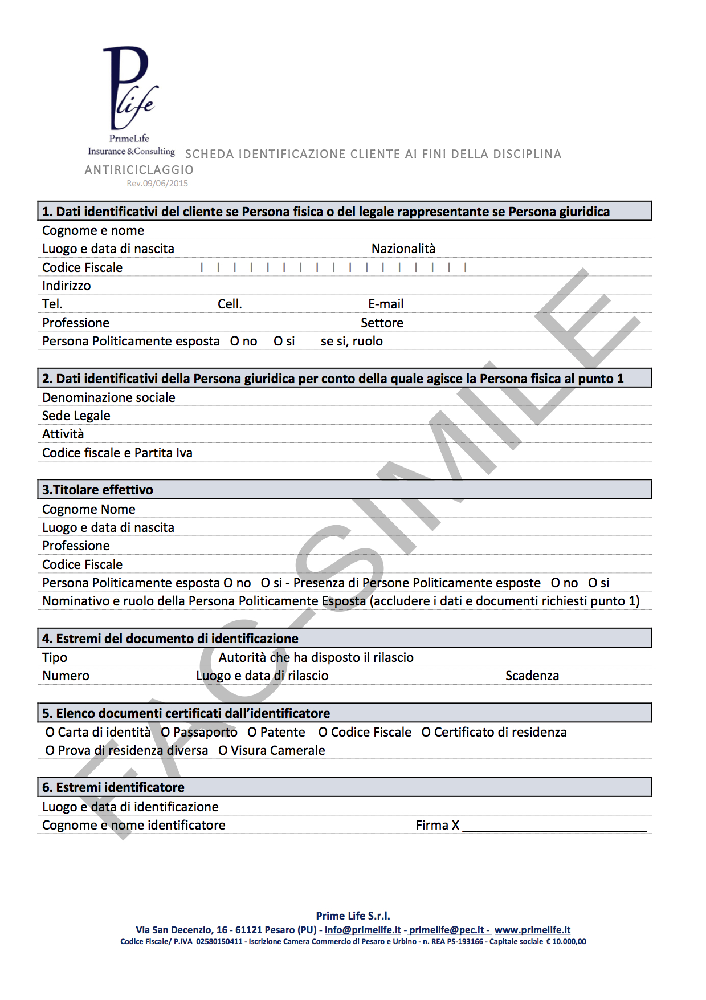 P
life
PrimeLife
Insurance &Consulting
SCHEDA IDENTIFICAZIONE CLIENTE AI FINI DELLA DISCIPLINA
ANTIRICICLAGGIO
Rev.09/06/2015
1. Dati identificativi del cliente se Persona fisica o del legale rappresentante se Persona giuridica
Cognome e nome
Luogo e data di nascita Nazionalità
Codice Fiscale | | | | | | | | | | | | | | | | |
Indirizzo
Tel. Cell. E-mail
Professione Settore
Persona Politicamente esposta O no O si se si, ruolo
2. Dati identificativi della Persona giuridica per conto della quale agisce la Persona fisica al punto 1
Denominazione sociale
Sede Legale
Attività
Codice fiscale e Partita Iva
3.Titolare effettivo
Cognome Nome
Luogo e data di nascita
Professione
Codice Fiscale
Persona Politicamente esposta O no O si - Presenza di Persone Politicamente esposte O no O si
Nominativo e ruolo della Persona Politicamente Esposta (accludere i dati e documenti richiesti punto 1)
4. Estremi del documento di identificazione
Tipo Autorità che ha disposto il rilascio
Numero Luogo e data di rilascio Scadenza
5. Elenco documenti certificati dall’identificatore
O Carta di identità O Passaporto O Patente O Codice Fiscale O Certificato di residenza
O Prova di residenza diversa O Visura Camerale
6. Estremi identificatore
Luogo e data di identificazione
Cognome e nome identificatore Firma X ___________________________
FAC-SIMILE
Prime Life S.r.l.
Via San Decenzio, 16 - 61121 Pesaro (PU) - info@primelife.it - primelife@pec.it - www.primelife.it
Codice Fiscale/ P.IVA 02580150411 - Iscrizione Camera Commercio di Pesaro e Urbino - n. REA PS-193166 - Capitale sociale € 10.000,00